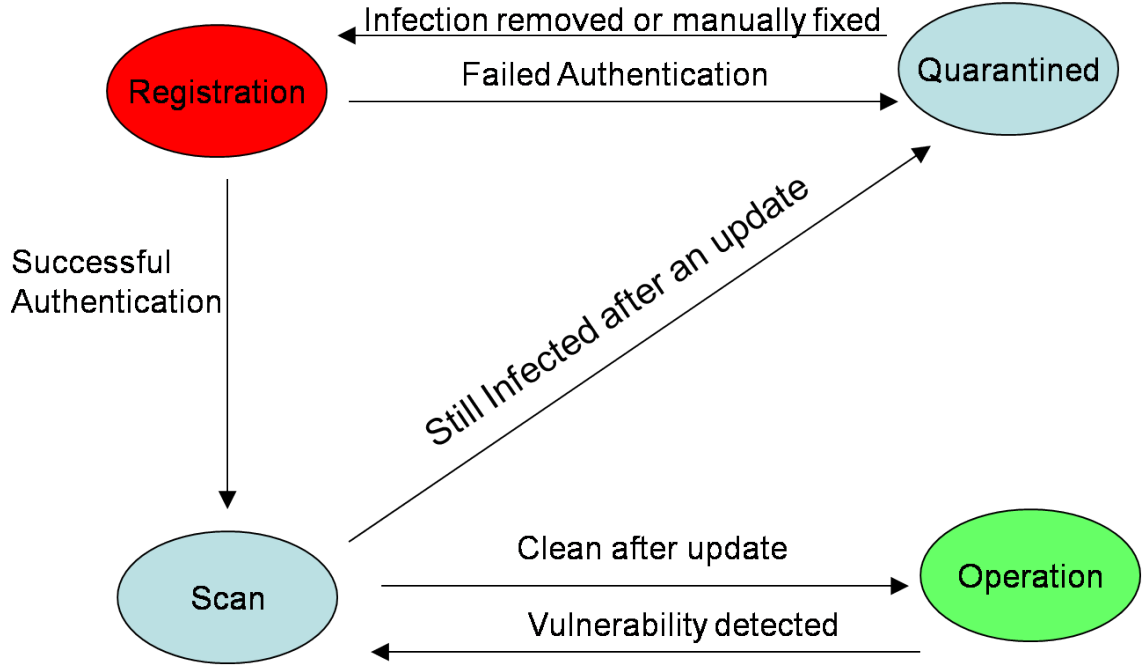 Infection removed or manually fixed
Registration
Failed Authentication
Quarantined
Successful
Authentication
Still Infected after an update
Clean after update
Scan
Operation
Vulnerability detected